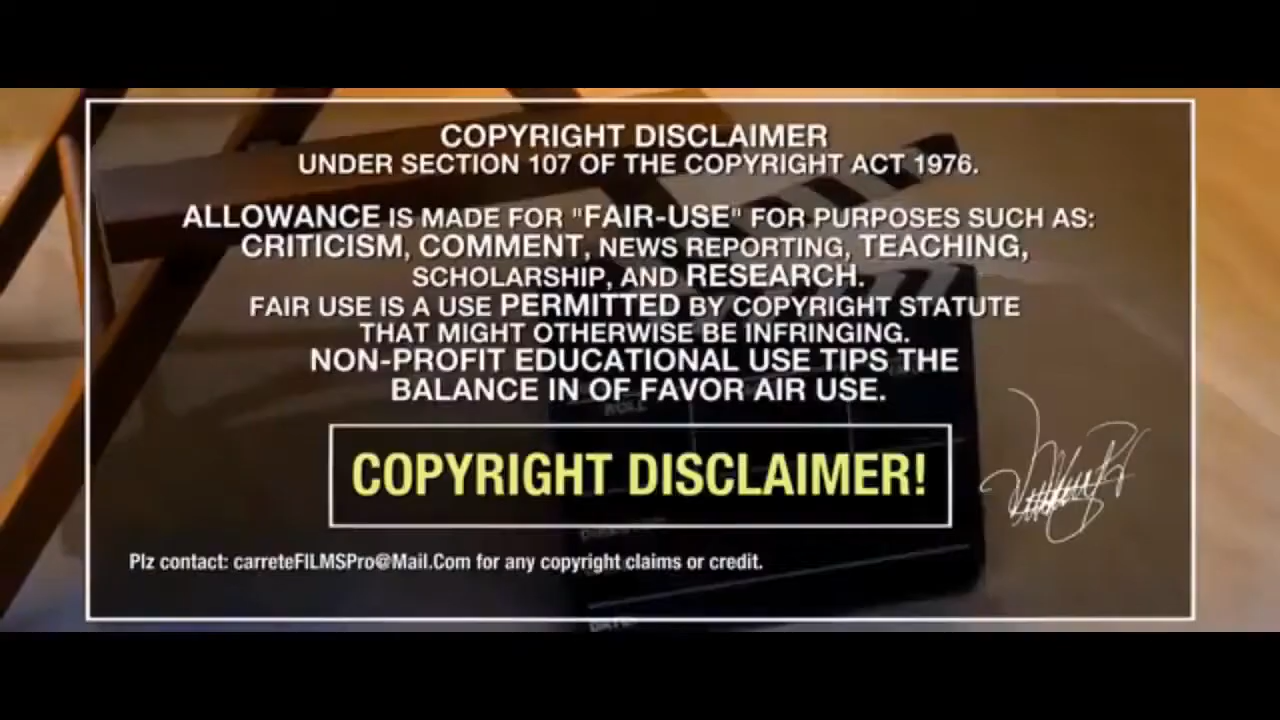 COPYRIGHT DISCLAIMER
UNDER SECTION 107 OF THE COPYRIGHT ACT 1976.
ALLOWANCE IS MADE FOR "FAIR-USE" FOR PURPOSES SUCH AS:
CRITICISM, COMMENT, NEWS REPORTING, TEACHING,
SCHOLARSHIP, AND RESEARCH.
FAIR USE IS A USE PERMITTED BY COPYRIGHT STATUTE
THAT MIGHT OTHERWISE BE INFRINGING.
NON-PROFIT EDUCATIONAL USE TIPS THE
BALANCE IN OF FAVOR AIR USE.
COPYRIGHT DISCLAIMER!
Plz contact: carreteFILMSPro@Mail.Com for any copyright claims or credit.